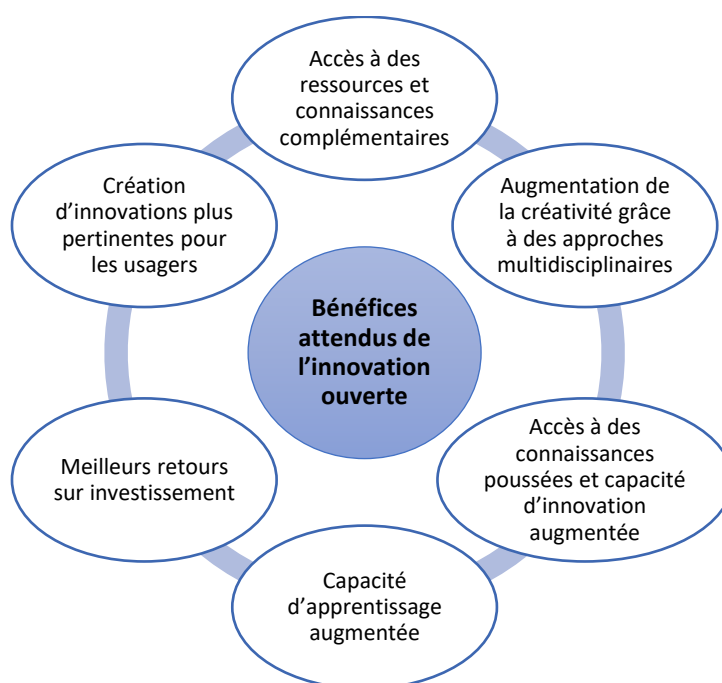 Accès à des
ressources et
connaissances
complémentaires
Augmentation de
la créativité grâce
à des approches
multidisciplinaires
Accès à des
connaissances
poussées et capacité
d’innovation
augmentée
Capacité
d’apprentissage
augmentée
Meilleurs retours
sur investissement
Création
d’innovations plus
pertinentes pour
les usagers
Bénéfices
attendus de
l’innovation
ouverte